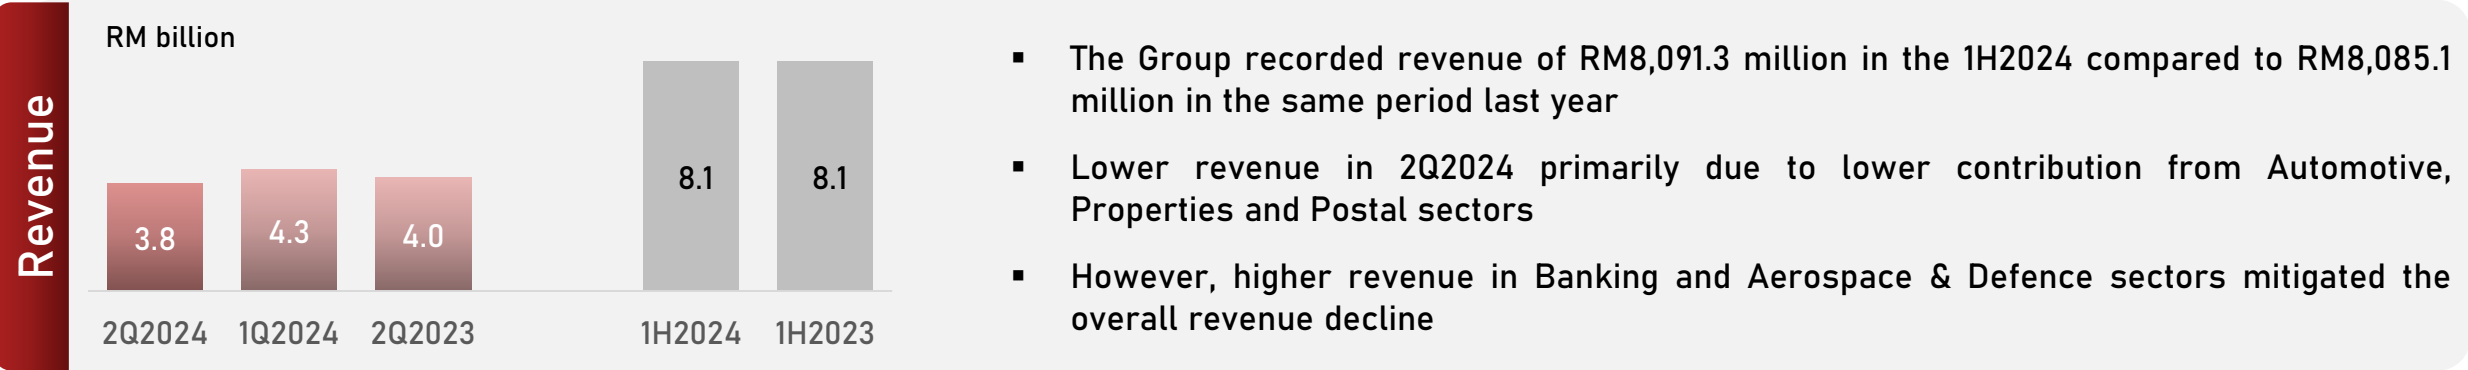 Revenue
RM billion
3.8
4.3
4.0
8.1
8.1
2Q2024
1Q2024
2Q2023
1H2024
1H2023
▪ The Group recorded revenue of RM8,091.3 million in the 1H2024 compared to RM8,085.1
million in the same period last year
▪ Lower revenue in 2Q2024 primarily due to lower contribution from Automotive,
Properties and Postal sectors
▪ However, higher revenue in Banking and Aerospace & Defence sectors mitigated the
overall revenue decline